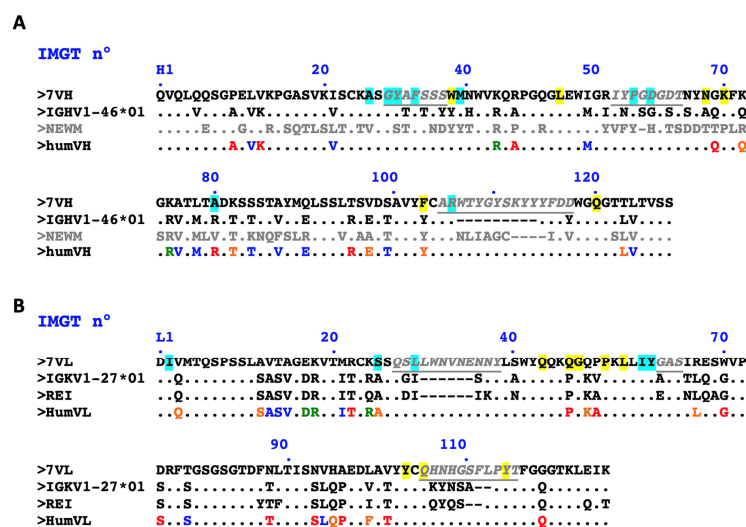 A
IMGT n°
H1 20 40 50 70
>7VH QVQLQQSGPELVKPGASVKISCKASGYAFSSSWMNWVKQRPGQGLEWIGRIYPGDGDTNYNGKFK
>IGHV1-46*01 ....V...A.VK.......V.......T.T.YY.H..R.A.......M.I.N.SG.S.S.AQ..Q
>NEWM .....E...G..R.SQTLSLT.TV..ST.NDYYT...R.P..R......YVFY-H.TSDDTTPLR
>humVH ........A.VK.......V.................R.A.......M.............Q..Q
80 100 120
>7VH GKATLTADKSSSTAYMQLSSLTSVDSAVYFCARWTYGYSKYYYFDDWGQGTTLTVSS
>IGHV1-46*01 .RV.M.R.T.T..V..E....R.E.T...Y...---------...Y.....LV....
>NEWM SRV.MLV.T.KNQFSLR..V.AA.T...Y...NLIAGC----I.V....SLV....
>humVH .RV.M.R.T.T..V..E....R.E.T...Y.....................LV....
B
IMGT n°
L1 20 40 70
>7VL DIVMTQSPSSLAVTAGEKVTMRCKSSQSLLWNVNENNYLSWYQQKQGQPPKLLIYGASIRESWVP
>IGKV1-27*01 ..Q........SASV.DR..IT.RA..GI------S...A.....P.KV......A..TLQ.G..
>REI ..Q........SASV.DR..IT.QA..DI------IK..N.....P.KA......E..NLQAG..
>HumVL ..Q........SASV.DR..IT.RA....................P.KA..........L..G..
90 110
>7VL DRFTGSGSGTDFNLTISNVHAEDLAVYYCQHNHGSFLPYTFGGGTKLEIK
>IGKV1-27*01 S..S........T....SLQP..V.T....KYNSA--.....Q.......
>REI S..S.......YTF...SLQP..I.T....QYQS.--.....Q....Q.T
>HumVL S..S........T....SLQP..F.T................Q.......